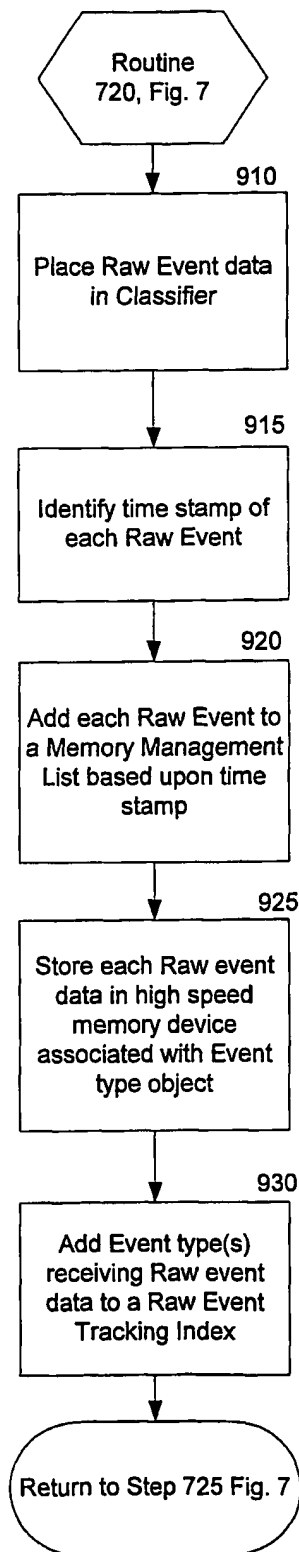 Routine
720, Fig. 7
910
Place Raw Event data
in Classifier
915
Identify time stamp of
each Raw Event
920
Add each Raw Event to
a Memory Management
List based upon time
stamp
925
Store each Raw event
data in high speed
memory device
associated with Event
type object
930
Add Event type(s)
receiving Raw event
data to a Raw Event
Tracking Index
Return to Step 725 Fig. 7